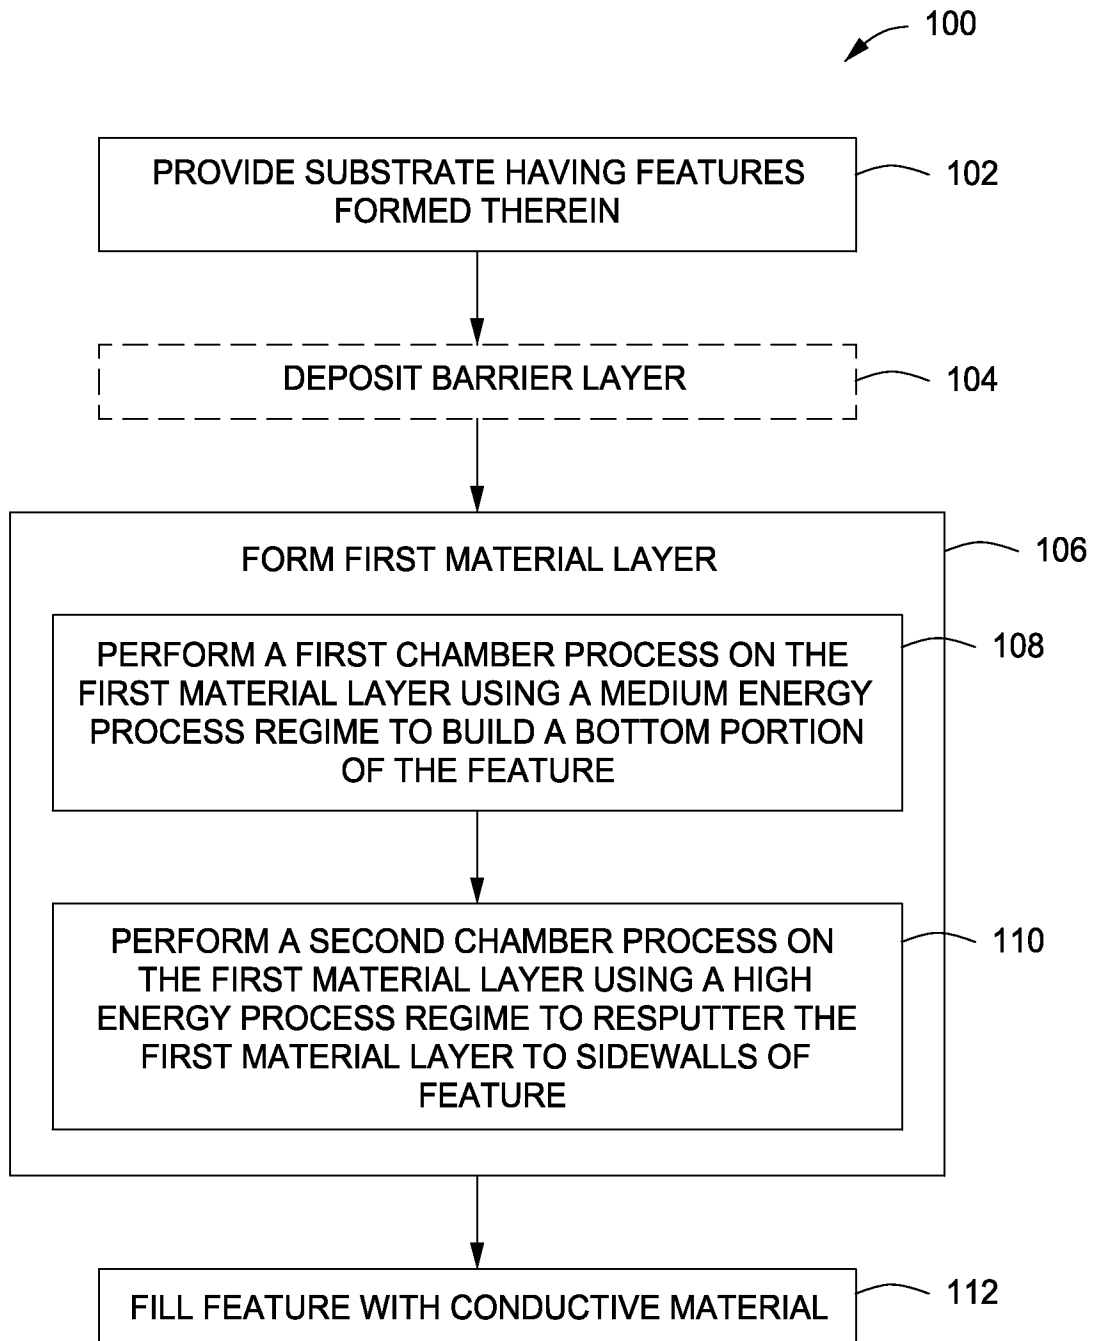 100
PROVIDE SUBSTRATE HAVING FEATURES
FORMED THEREIN
102
DEPOSIT BARRIER LAYER
104
FORM FIRST MATERIAL LAYER
106
PERFORM A FIRST CHAMBER PROCESS ON THE
FIRST MATERIAL LAYER USING A MEDIUM ENERGY
PROCESS REGIME TO BUILD A BOTTOM PORTION
OF THE FEATURE
108
PERFORM A SECOND CHAMBER PROCESS ON
THE FIRST MATERIAL LAYER USING A HIGH
ENERGY PROCESS REGIME TO RESPUTTER THE
FIRST MATERIAL LAYER TO SIDEWALLS OF
FEATURE
110
FILL FEATURE WITH CONDUCTIVE MATERIAL
112